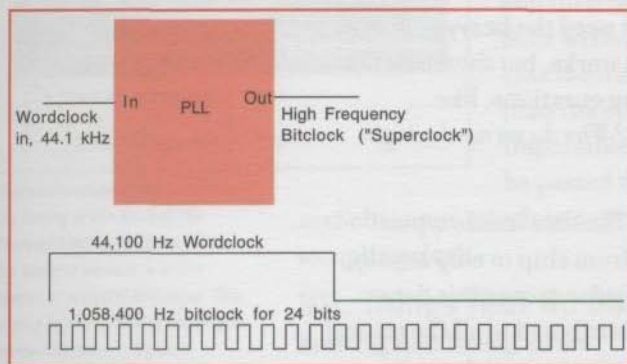 In
PLL
Out
Wordclock
in, 44.1 kHz
High Frequency
Bitclock ("Superclock")
44,100 Hz Wordclock
1,058,400 Hz bitclock for 24 bits